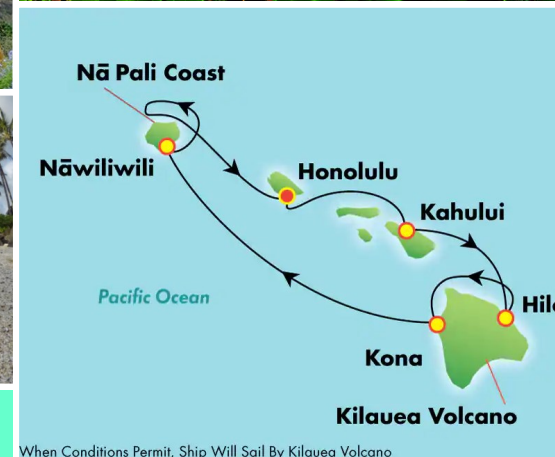 Nā Pali Coast
Nāwiliwili
Honolulu
Kahului
Pacific Ocean
Kona
Kilauea Volcano
When Conditions Permit, Ship Will Sail By Kilauea Volcano